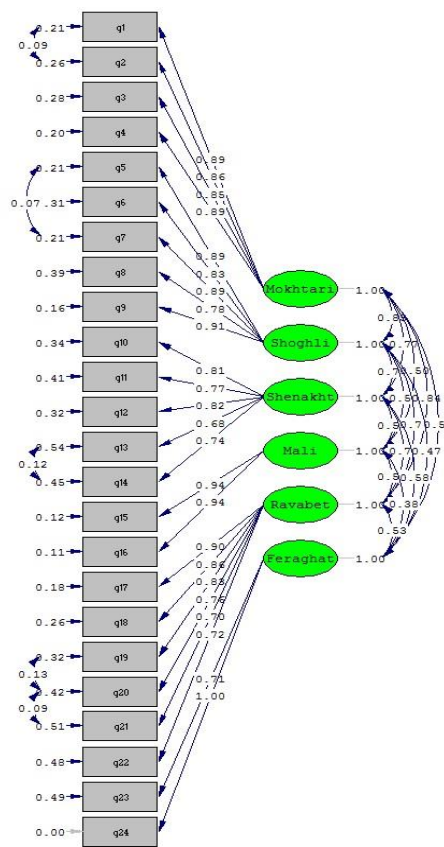 0.21
q1
0.09
0.26
q2
0.28
q3
0.20
q4
0.21
q5
0.07
0.31
q6
0.21
q7
0.39
q8
0.16
q9
0.34
q10
0.41
q11
0.32
q12
0.54
q13
0.12
0.45
q14
0.12
q15
0.11
q16
0.18
q17
0.26
q18
0.32
q19
0.13
0.42
q20
0.09
0.51
q21
0.48
q22
0.49
q23
0.00
q24
0.89
0.86
0.85
0.89
0.89
0.83
0.89
0.78
0.91
0.81
0.77
0.82
0.68
0.74
0.94
0.94
0.90
0.86
0.83
0.76
0.70
0.72
0.71
1.00
Mokhtari
1.00
Shoghli
1.00
Shenakht
1.00
Mali
1.00
Ravabet
1.00
Feraghat
1.00
0.77
0.50
0.84
0.47
0.58
0.38
0.53